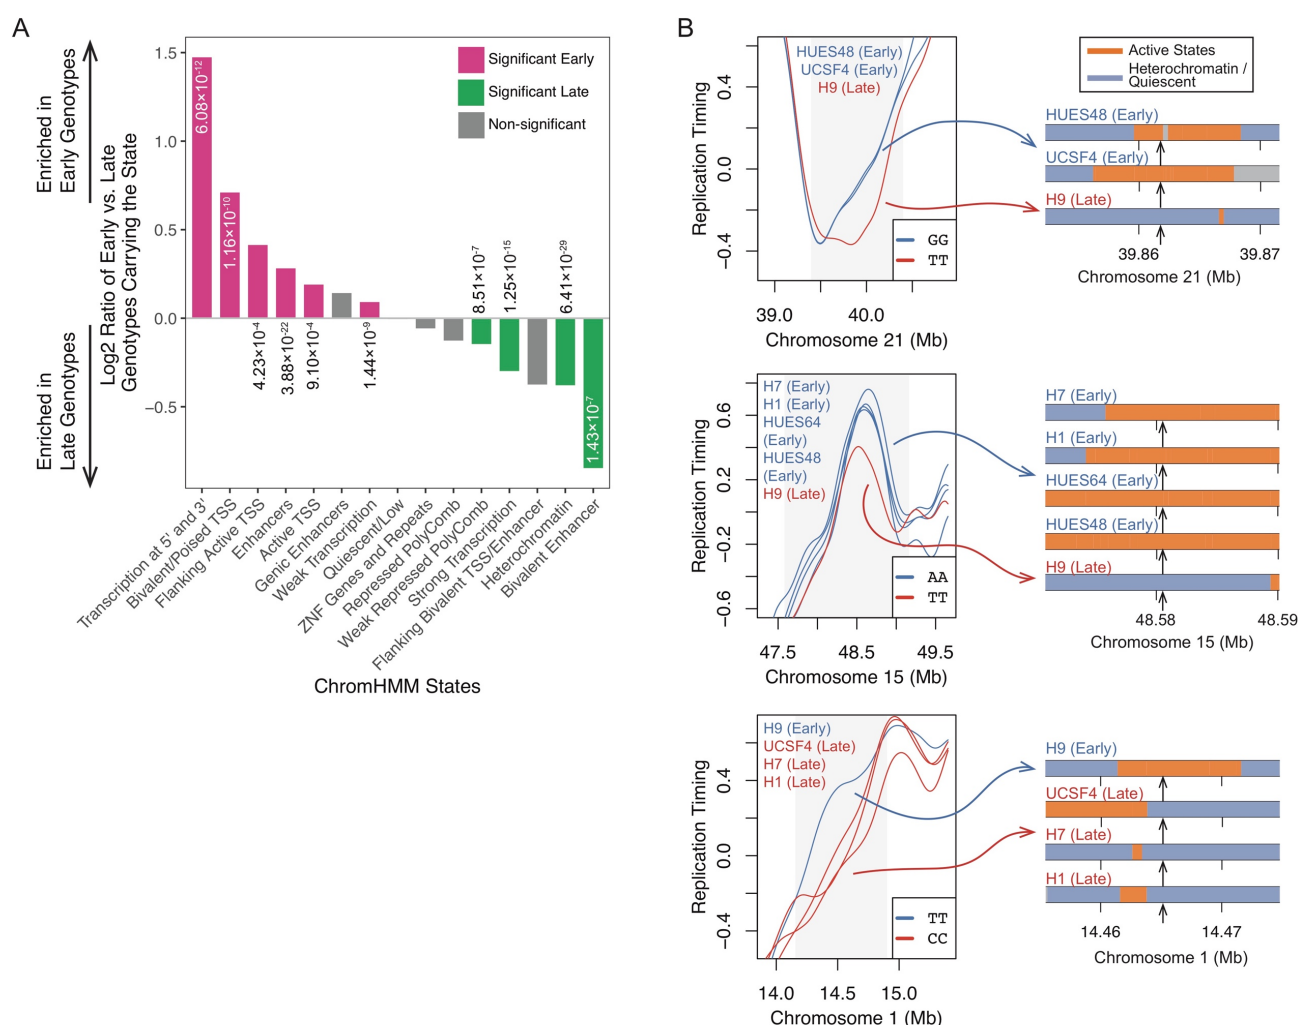 A
Enriched in
Early Genotypes
Enriched in
Late Genotypes
Log2 Ratio of Early vs. Late
Genotypes Carrying the State
1.5
1.0
0.5
0.0
−0.5
Significant Early
Significant Late
Non-significant
6.08×10-12
1.16×10-10
4.23×10-4
3.88×10-22
9.10×10-4
1.44×10-9
8.51×10-7
1.25×10-15
6.41×10-29
1.43×10-7
Transcription at 5' and 3'
Bivalent/Poised TSS
Flanking Active TSS
Enhancers
Active TSS
Genic Enhancers
Weak Transcription
Quiescent/Low
ZNF Genes and Repeats
Repressed PolyComb
Weak Repressed PolyComb
Strong Transcription
Flanking Bivalent TSS/Enhancer
Heterochromatin
Bivalent Enhancer
ChromHMM States
B
HUES48 (Early)
UCSF4 (Early)
H9 (Late)
Replication Timing
0.4
0.0
−0.4
GG
TT
39.0
40.0
Chromosome 21 (Mb)
Active States
Heterochromatin /
Quiescent
HUES48 (Early)
UCSF4 (Early)
H9 (Late)
39.86
39.87
Chromosome 21 (Mb)
H7 (Early)
H1 (Early)
HUES64
(Early)
HUES48
(Early)
H9 (Late)
Replication Timing
0.6
0.2
−0.2
−0.6
AA
TT
47.5
48.5
49.5
Chromosome 15 (Mb)
H7 (Early)
H1 (Early)
HUES64 (Early)
HUES48 (Early)
H9 (Late)
48.58
48.59
Chromosome 15 (Mb)
H9 (Early)
UCSF4 (Late)
H7 (Late)
H1 (Late)
Replication Timing
0.4
0.0
−0.4
TT
CC
14.0
14.5
15.0
Chromosome 1 (Mb)
H9 (Early)
UCSF4 (Late)
H7 (Late)
H1 (Late)
14.46
14.47
Chromosome 1 (Mb)